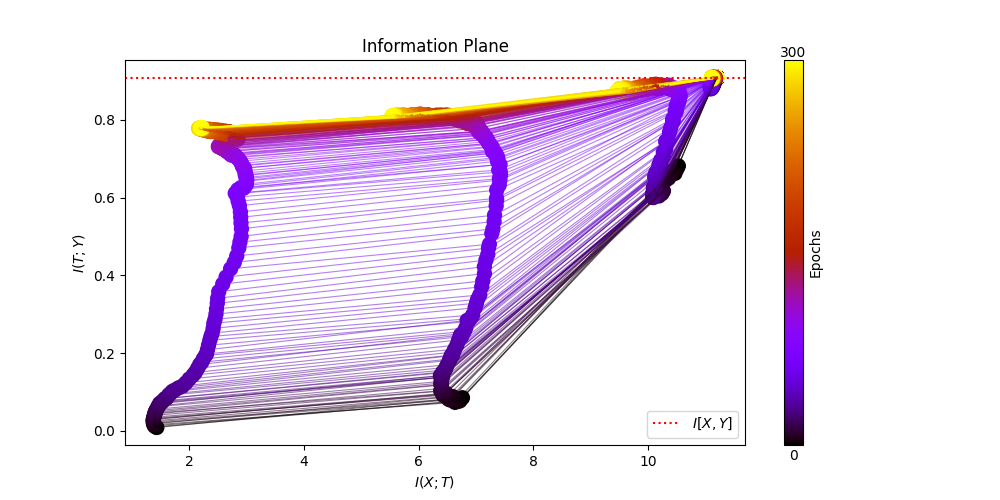 Information Plane
300
0.8
0.6
0.4
0.2
0.0
I(T; Y)
Epochs
I[X, Y]
2
4
6
8
10
0
I(X; T)